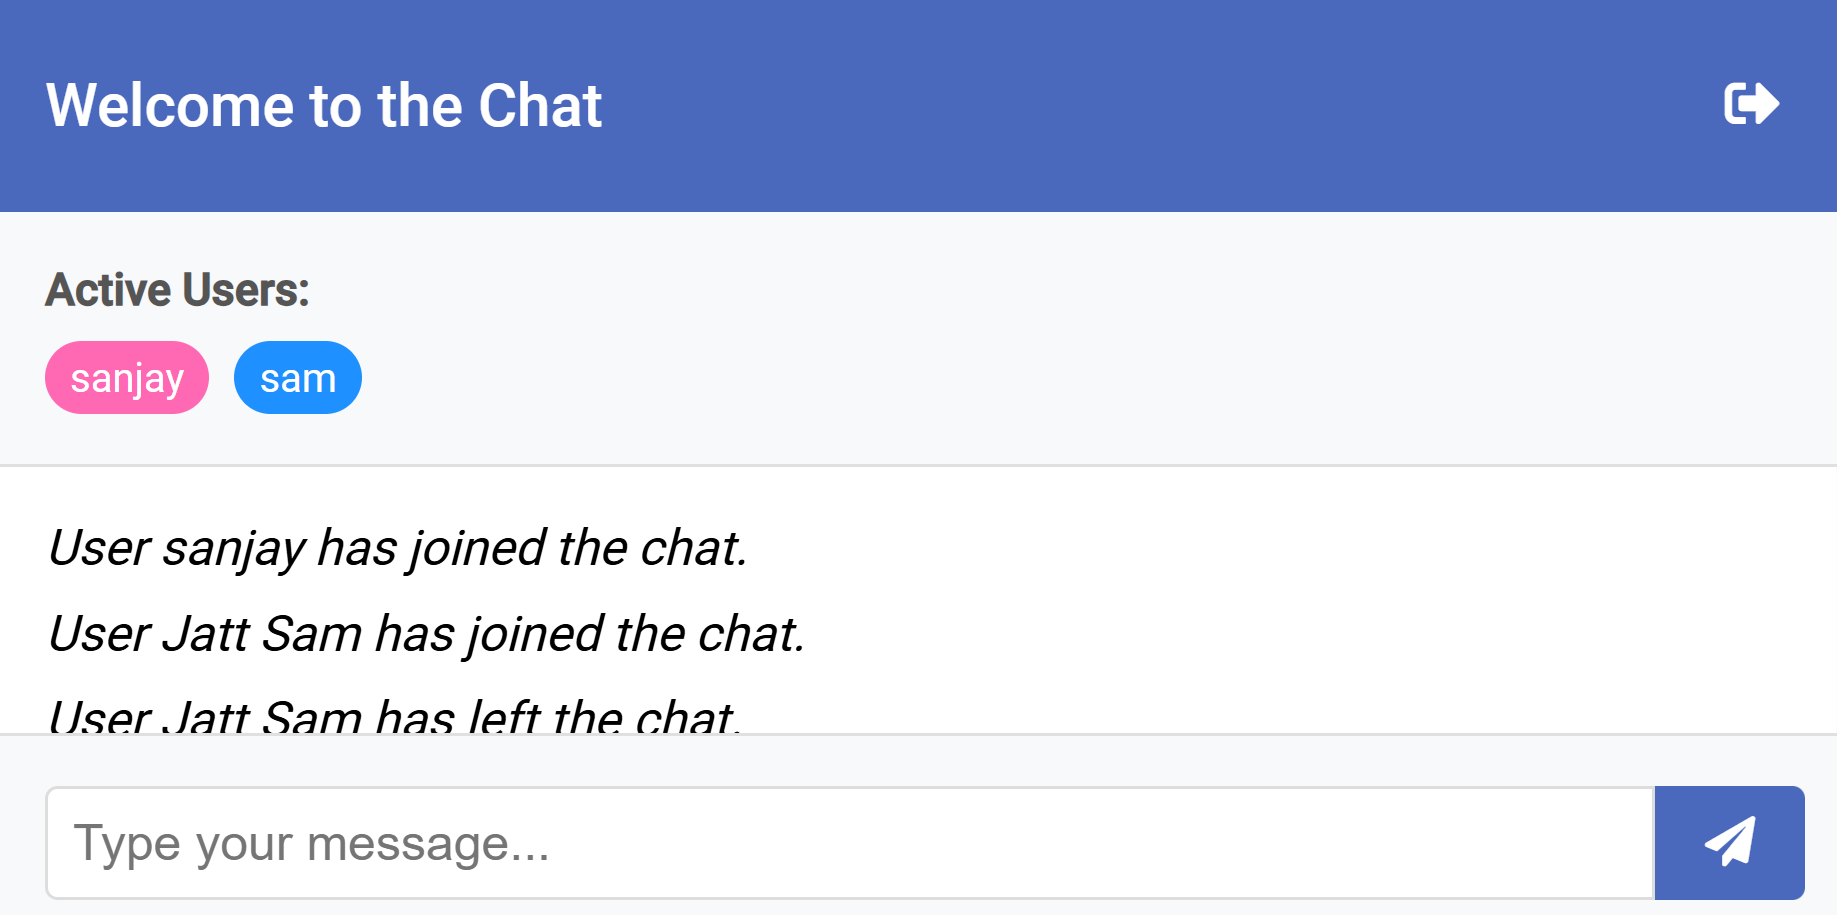 Welcome to the Chat
Active Users:
sanjay sam
User sanjay has joined the chat.
User Jatt Sam has joined the chat.
User Jatt Sam has left the chat.
Type your message...